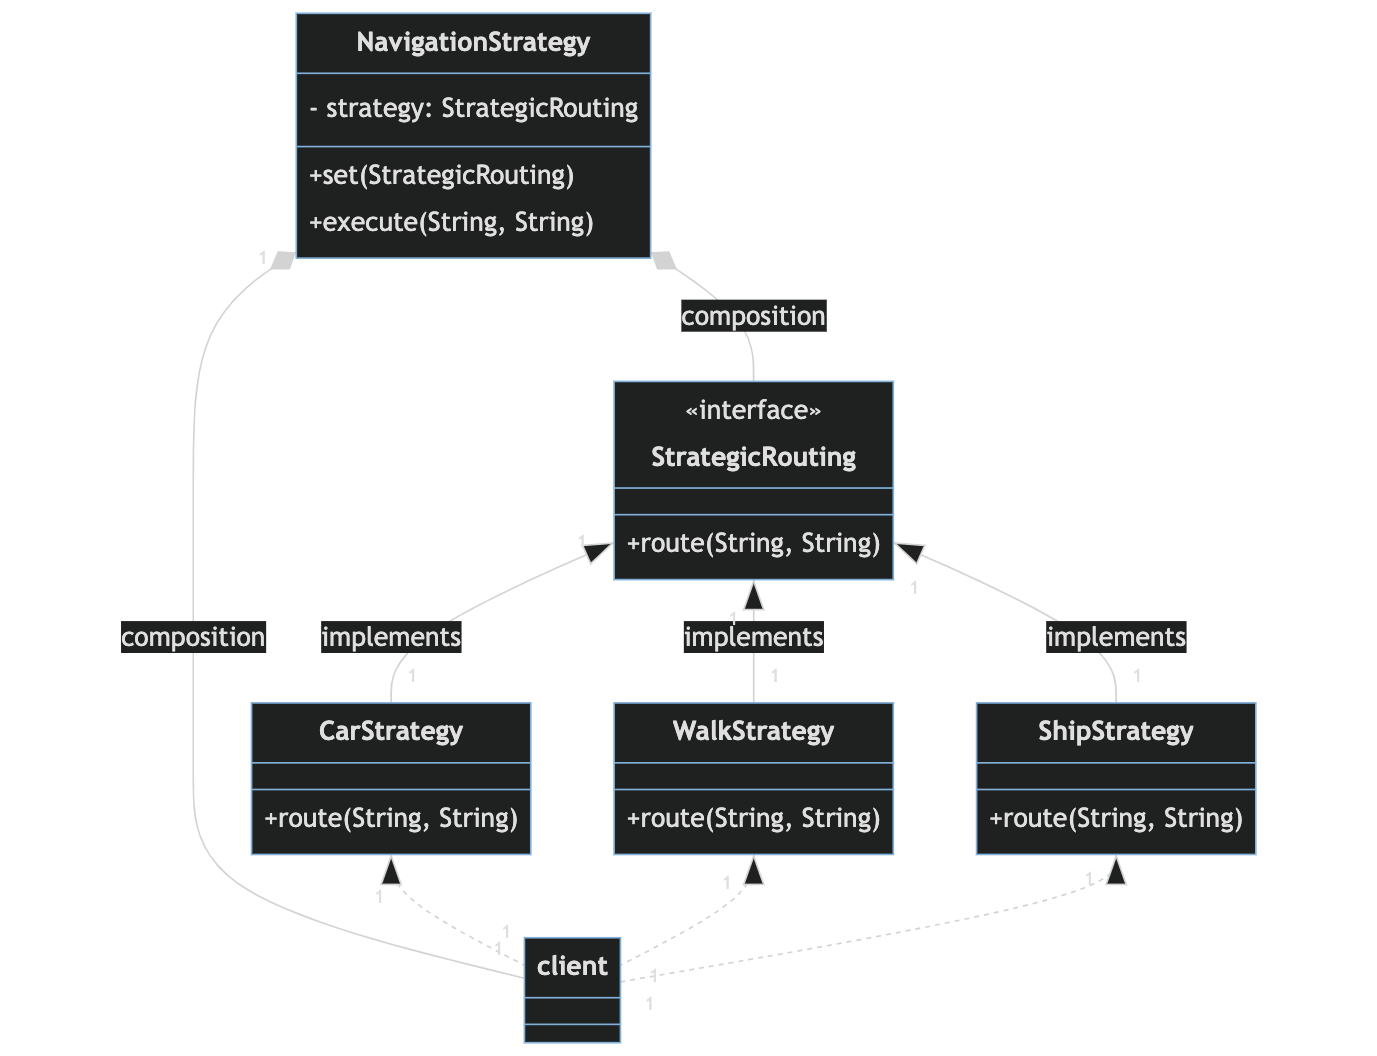 NavigationStrategy
- strategy: StrategicRouting
+set(StrategicRouting)
+execute(String, String)
1
composition
«interface»
StrategicRouting
+route(String, String)
1
1
1
composition
implements
implements
implements
1
1
1
CarStrategy
WalkStrategy
ShipStrategy
+route(String, String)
+route(String, String)
+route(String, String)
1
1
1
1
1
1
1
client